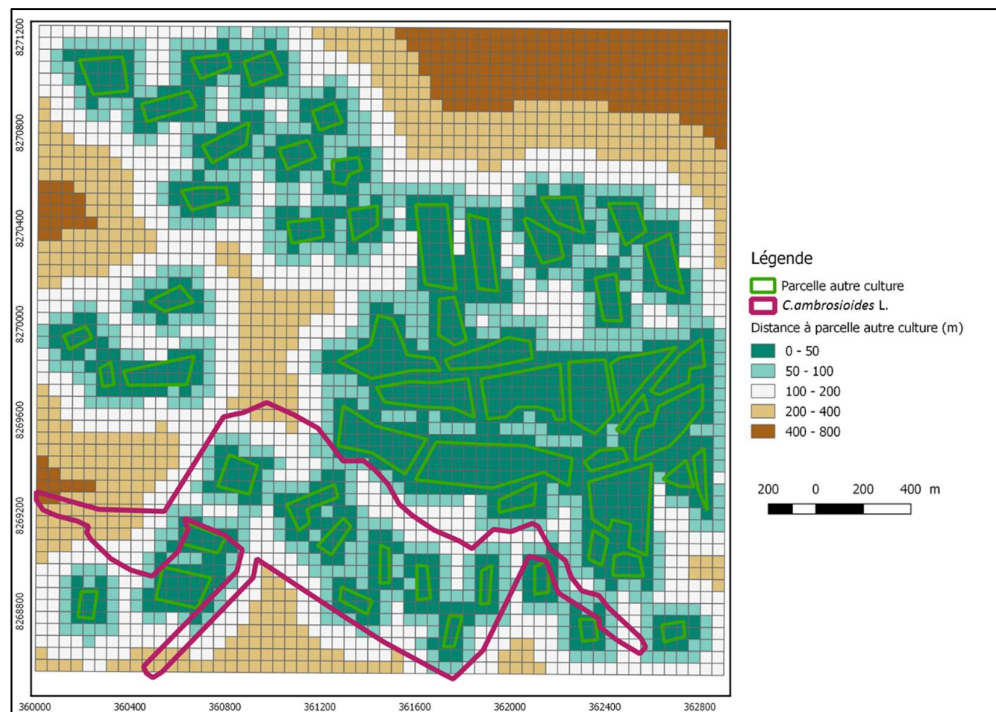 8271200
8270800
8270400
8270000
8269600
8269200
8268800
360000 360400 360800 361200 361600 362000 362400 362800
Légende
Parcelle autre culture
C.ambrosioides L.
Distance à parcelle autre culture (m)
0 - 50
50 - 100
100 - 200
200 - 400
400 - 800
200 0 200 400 m